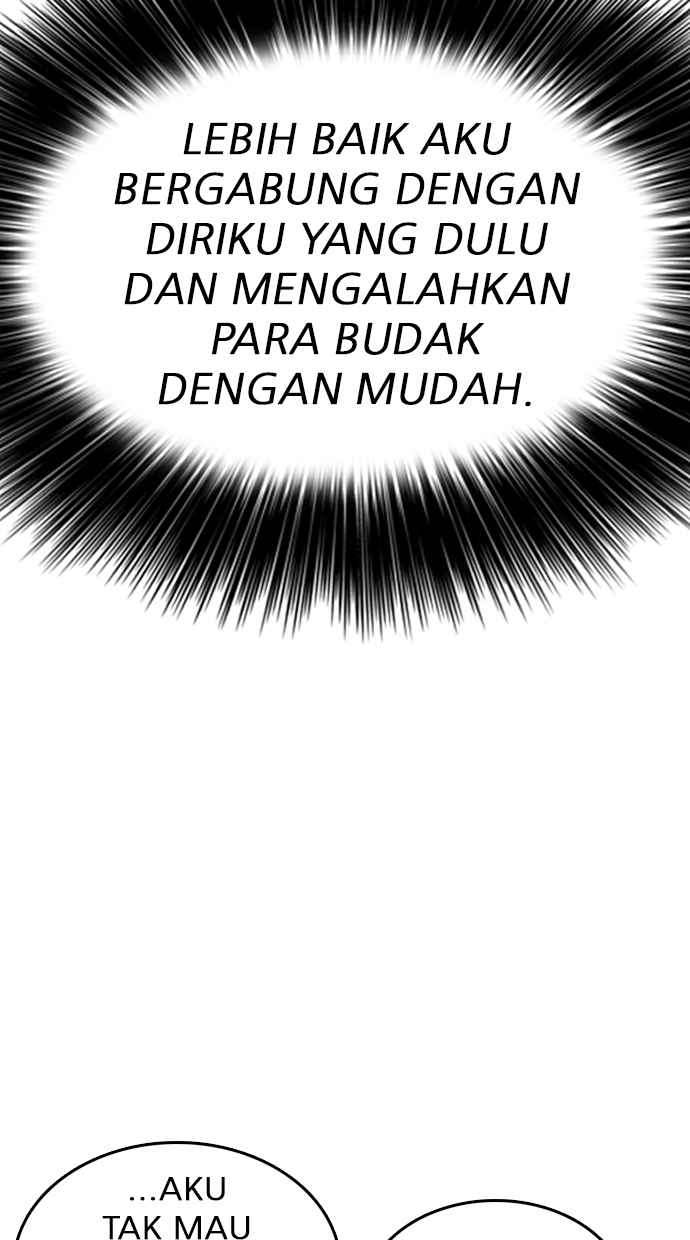 LEBIH BAIK AKU
BERGABUNG DENGAN
DIRIKU YANG DULU
DAN MENGALAHKAN
PARA BUDAK
DENGAN MUDAH.
...AKU
TAK MAU